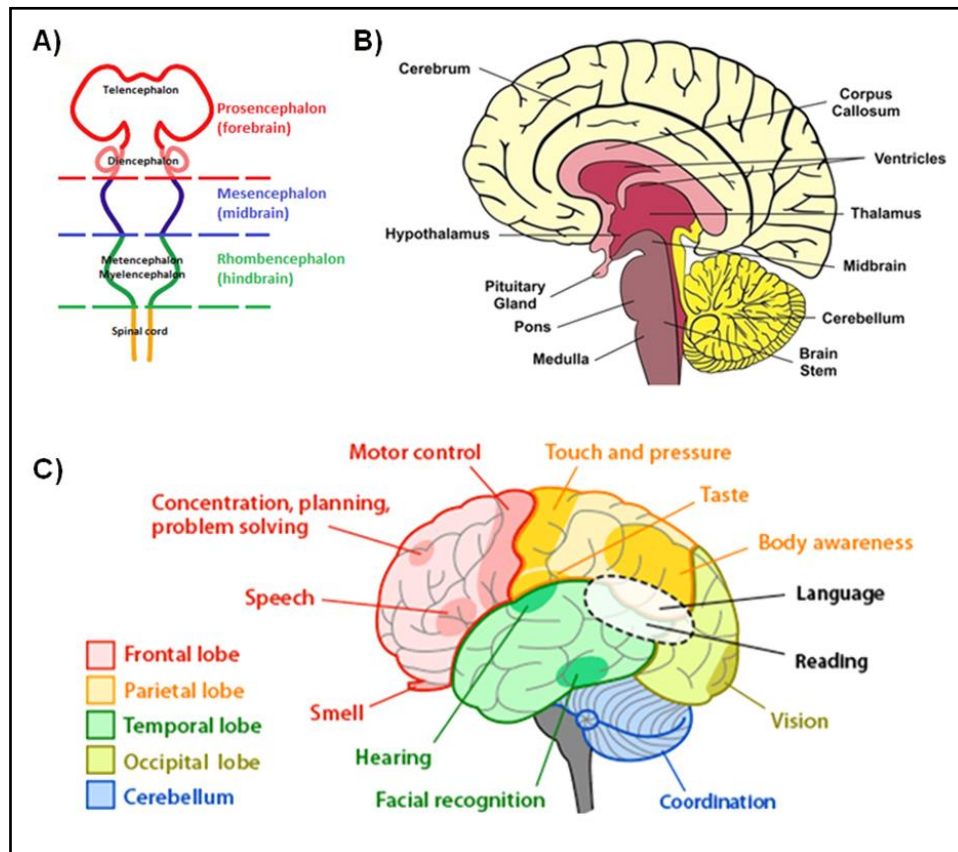 A)
Telencephalon
Prosencephalon
(forebrain)
Diencephalon
Mesencephalon
(midbrain)
Metencephalon
Myelencephalon
Rhombencephalon
(hindbrain)
Spinal cord
B)
Cerebrum
Corpus
Callosum
Ventricles
Thalamus
Hypothalamus
Midbrain
Pituitary
Gland
Pons
Cerebellum
Medulla
Brain
Stem
C)
Motor control
Touch and pressure
Concentration, planning,
problem solving
Taste
Body awareness
Speech
Language
Reading
Frontal lobe
Parietal lobe
Temporal lobe
Occipital lobe
Cerebellum
Smell
Vision
Hearing
Facial recognition
Coordination